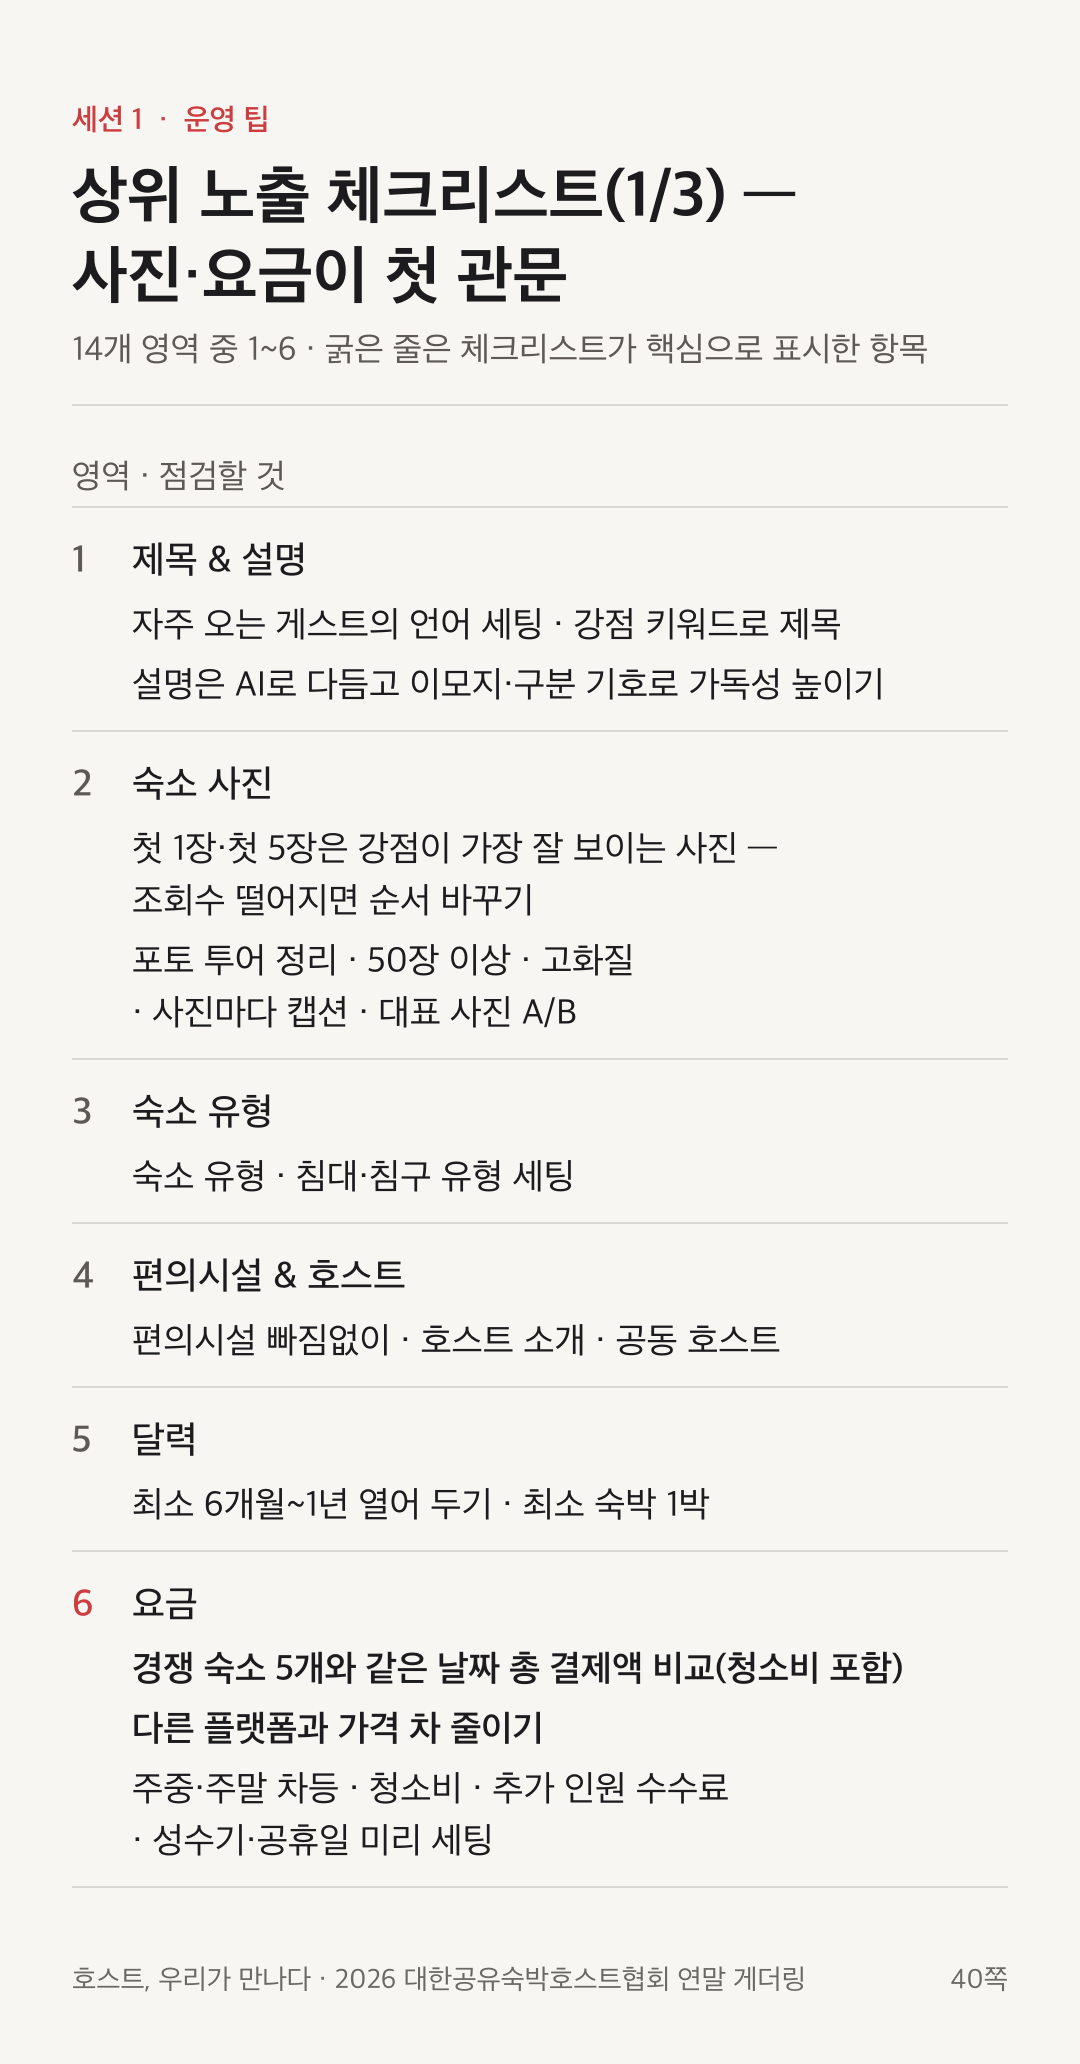 세션 1 · 운영 팁
상위 노출 체크리스트(1/3) —
사진·요금이 첫 관문
14개 영역 중 1~6 · 굵은 줄은 체크리스트가 핵심으로 표시한 항목
영역 · 점검할 것
1 제목 & 설명
자주 오는 게스트의 언어 세팅 · 강점 키워드로 제목
설명은 AI로 다듬고 이모지·구분 기호로 가독성 높이기
2 숙소 사진
첫 1장·첫 5장은 강점이 가장 잘 보이는 사진 —
조회수 떨어지면 순서 바꾸기
포토 투어 정리 · 50장 이상 · 고화질
· 사진마다 캡션 · 대표 사진 A/B
3 숙소 유형
숙소 유형 · 침대·침구 유형 세팅
4 편의시설 & 호스트
편의시설 빠짐없이 · 호스트 소개 · 공동 호스트
5 달력
최소 6개월~1년 열어 두기 · 최소 숙박 1박
6 요금
경쟁 숙소 5개와 같은 날짜 총 결제액 비교(청소비 포함)
다른 플랫폼과 가격 차 줄이기
주중·주말 차등 · 청소비 · 추가 인원 수수료
· 성수기·공휴일 미리 세팅
호스트, 우리가 만나다 · 2026 대한공유숙박호스트협회 연말 게더링 40쪽